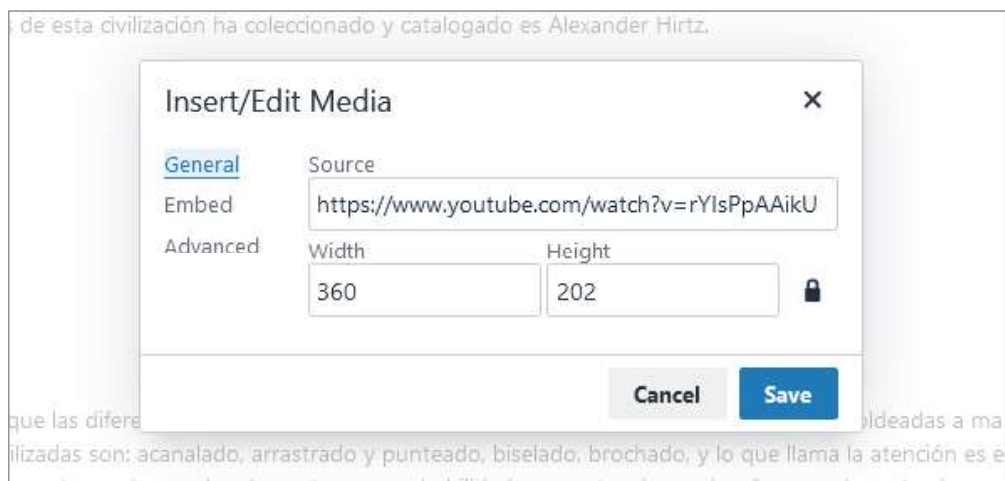 s de esta civilización ha coleccionado y catalogado es Alexander Hirtz.
Insert/Edit Media
General
Source
Embed
https://www.youtube.com/watch?v=rYIsPpAAikU
Advanced
Width
Height
360
202
Cancel
Save
que las difere
oldeadas a ma
ilizadas son: acanalado, arrastrado y punteado, biselado, brochado, y lo que llama la atención es e